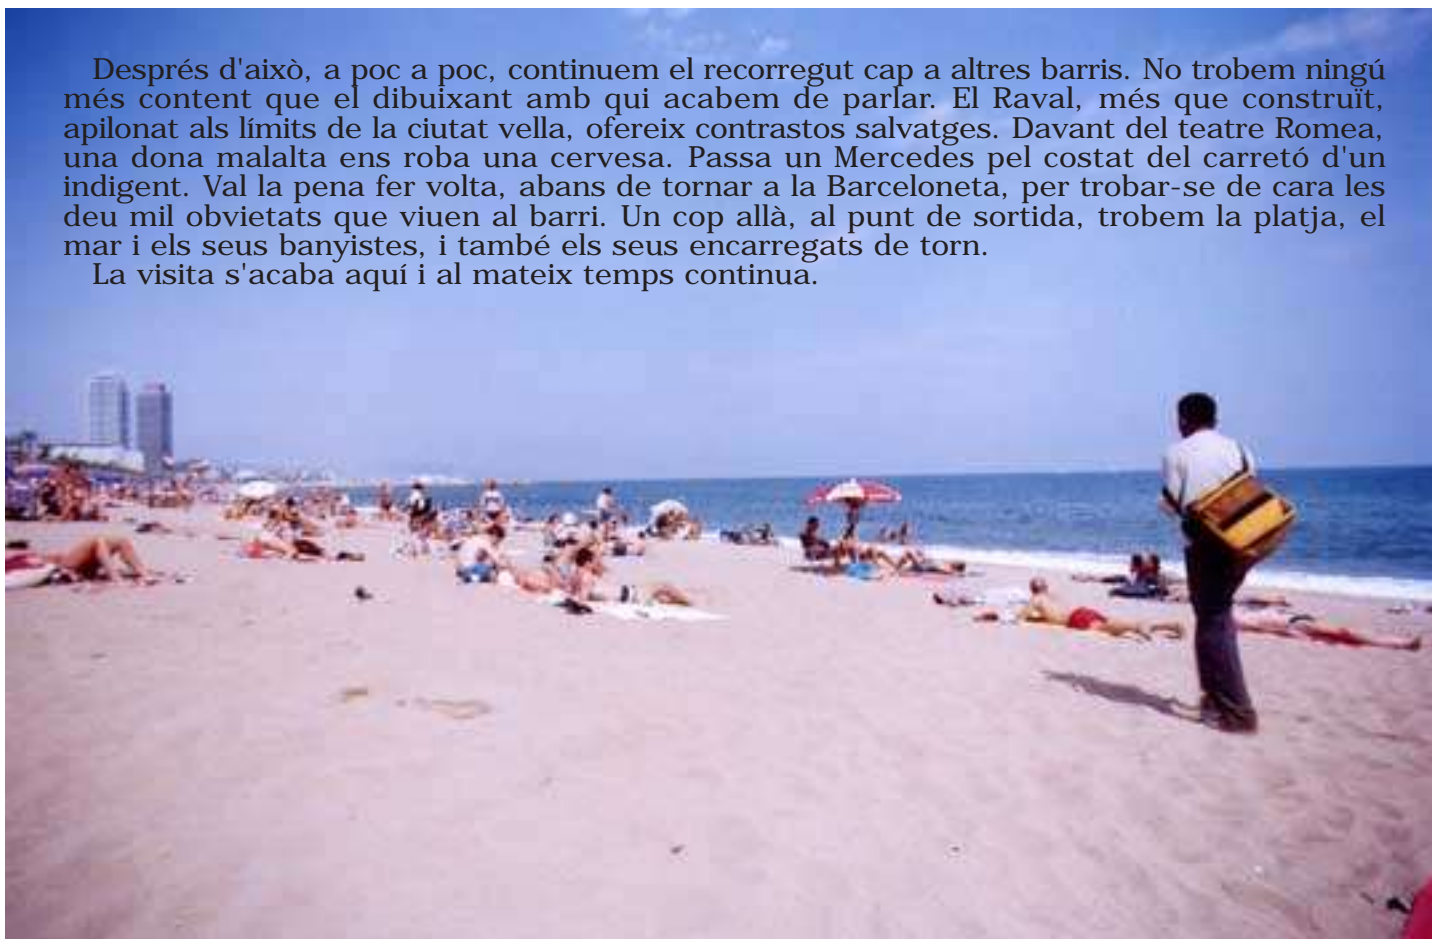 Després d'això, a poc a poc, continuem el recorregut cap a altres barris. No trobem ningú
més content que el dibuixant amb qui acabem de parlar. El Raval, més que construït,
apilonat als límits de la ciutat vella, ofereix contrastos salvatges. Davant del teatre Romea,
una dona malalta ens roba una cervesa. Passa un Mercedes pel costat del carretó d'un
indigent. Val la pena fer volta, abans de tornar a la Barceloneta, per trobar-se de cara les
deu mil obvietats que viuen al barri. Un cop allà, al punt de sortida, trobem la platja, el
mar i els seus banyistes, i també els seus encarregats de torn.
La visita s'acaba aquí i al mateix temps continua.